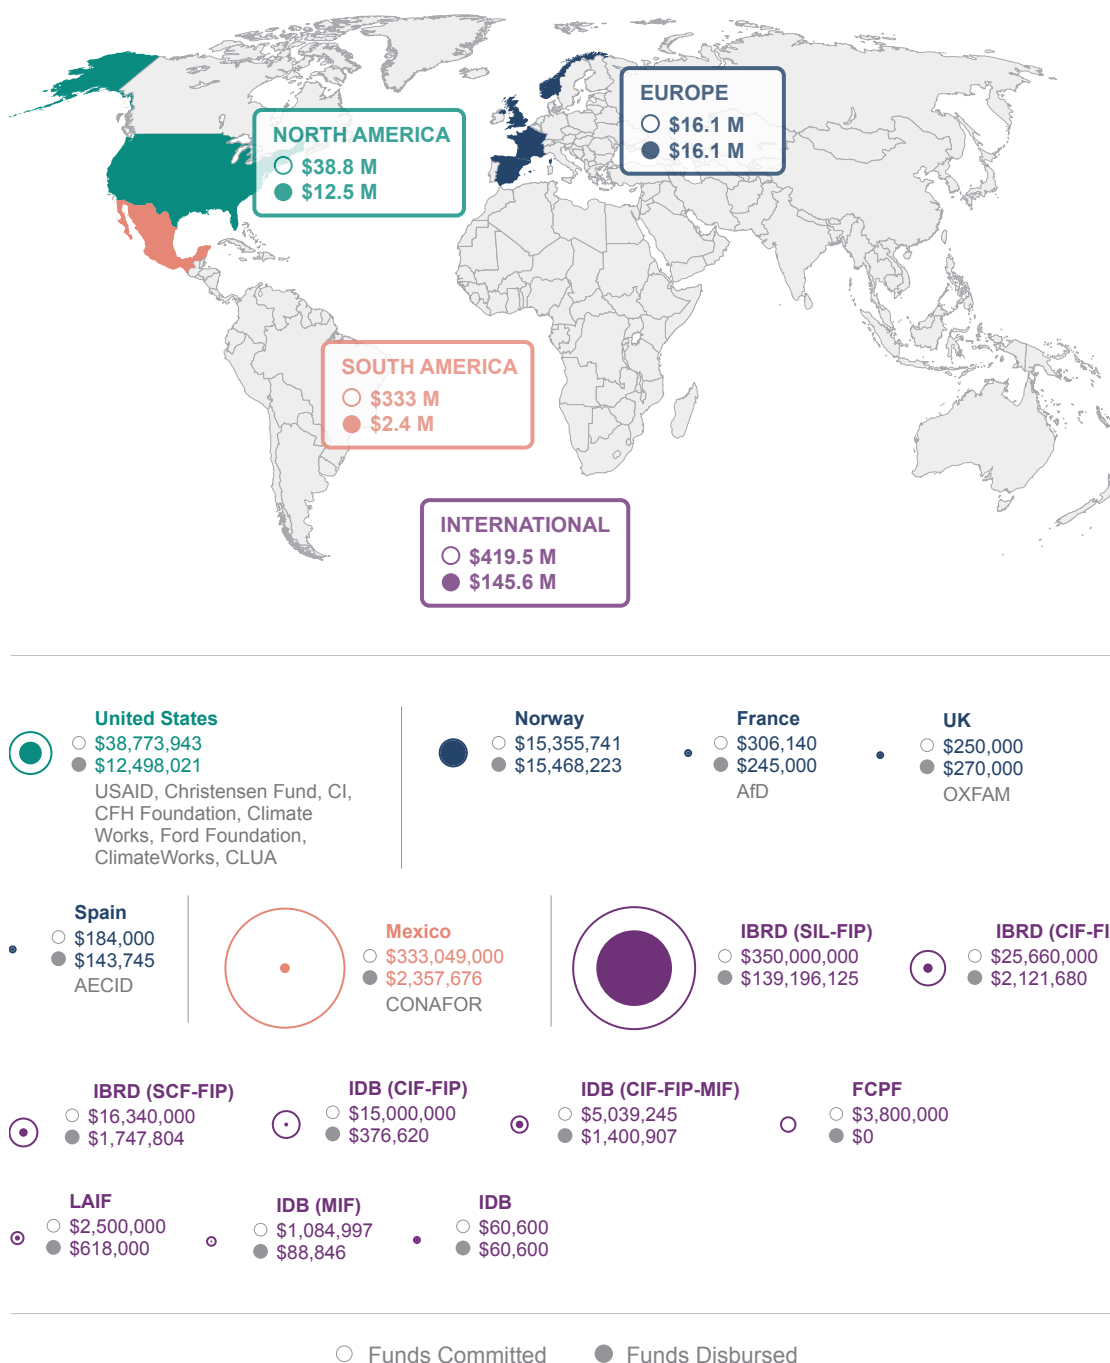 EUROPE
$16.1 M
$16.1 M
NORTH AMERICA
$38.8 M
$12.5 M
SOUTH AMERICA
$333 M
$2.4 M
INTERNATIONAL
$419.5 M
$145.6 M
United States
$38,773,943
$12,498,021
USAID, Christensen Fund, CI,
CFH Foundation, Climate
Works, Ford Foundation,
ClimateWorks, CLUA
Norway
$15,355,741
$15,468,223
France
$306,140
$245,000
AfD
UK
$250,000
$270,000
OXFAM
Spain
$184,000
$143,745
AECID
Mexico
$333,049,000
$2,357,676
CONAFOR
IBRD (SIL-FIP)
$350,000,000
$139,196,125
IBRD (CIF-FI
$25,660,000
$2,121,680
IBRD (SCF-FIP)
$16,340,000
$1,747,804
IDB (CIF-FIP)
$15,000,000
$376,620
IDB (CIF-FIP-MIF)
$5,039,245
$1,400,907
FCPF
$3,800,000
$0
LAIF
$2,500,000
$618,000
IDB (MIF)
$1,084,997
$88,846
IDB
$60,600
$60,600
Funds Committed
Funds Disbursed